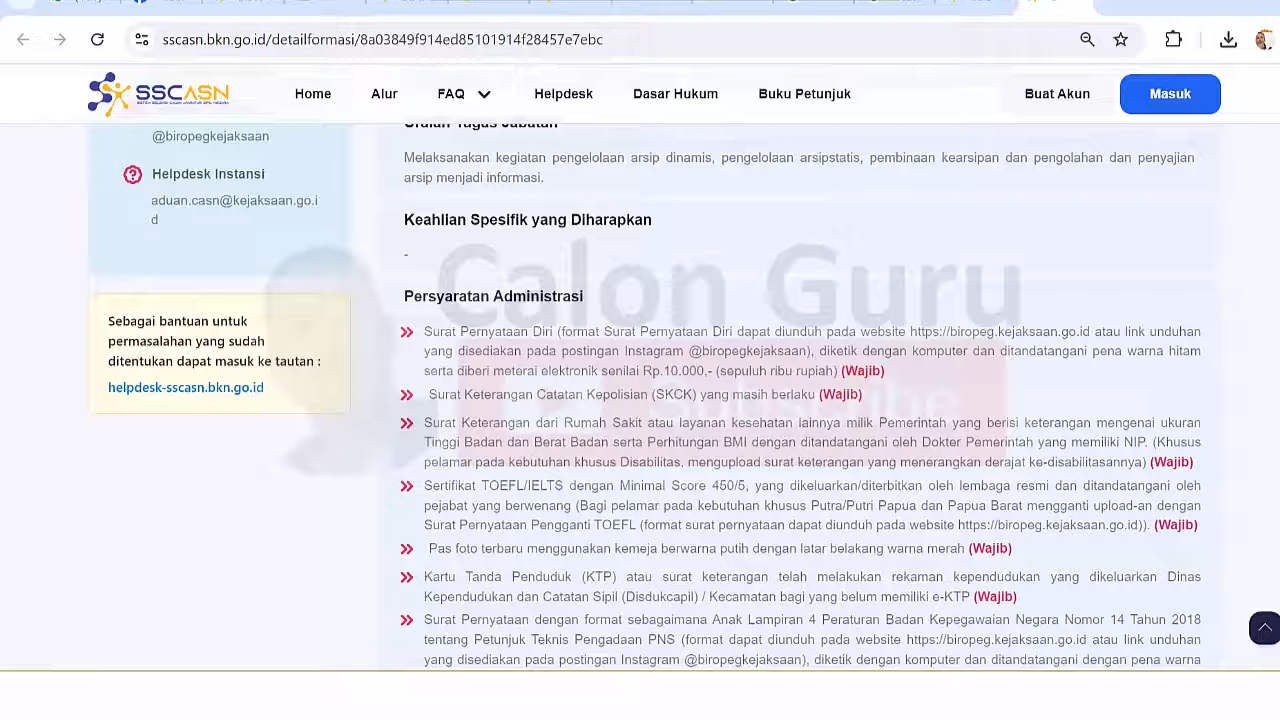 sscasn.bkn.go.id/detailformasi/8a03849f914ed85101914f28457e7ebc
SSCASN
Home
Alur
FAQ
Helpdesk
Dasar Hukum
Buku Petunjuk
Buat Akun
Masuk
@biropegkejaksaan
Helpdesk Instansi
aduan.casn@kejaksaan.go.i
d
Sebagai bantuan untuk
permasalahan yang sudah
ditentukan dapat masuk ke tautan :
helpdesk-sscasn.bkn.go.id
Uraian Tugas Jabatan
Melaksanakan kegiatan pengelolaan arsip dinamis, pengelolaan arsipstatis, pembinaan kearsipan dan pengolahan dan penyajian
arsip menjadi informasi.
Keahlian Spesifik yang Diharapkan
-
Calon Guru
Persyaratan Administrasi
Surat Pernyataan Diri (format Surat Pernyataan Diri dapat diunduh pada website https://biropeg.kejaksaan.go.id atau link unduhan
yang disediakan pada postingan Instagram @biropegkejaksaan), diketik dengan komputer dan ditandatangani pena warna hitam
serta diberi meterai elektronik senilai Rp.10.000,- (sepuluh ribu rupiah) (Wajib)
Surat Keterangan Catatan Kepolisian (SKCK) yang masih berlaku (Wajib)
Subscribe
Surat Keterangan dari Rumah Sakit atau layanan kesehatan lainnya milik Pemerintah yang berisi keterangan mengenai ukuran
Tinggi Badan dan Berat Badan serta Perhitungan BMI dengan ditandatangani oleh Dokter Pemerintah yang memiliki NIP. (Khusus
pelamar pada kebutuhan khusus Disabilitas, mengupload surat keterangan yang menerangkan derajat ke-disabilitasannya) (Wajib)
Sertifikat TOEFL/IELTS dengan Minimal Score 450/5, yang dikeluarkan/diterbitkan oleh lembaga resmi dan ditandatangani oleh
pejabat yang berwenang (Bagi pelamar pada kebutuhan khusus Putra/Putri Papua dan Papua Barat mengganti upload-an dengan
Surat Pernyataan Pengganti TOEFL (format surat pernyataan dapat diunduh pada website https://biropeg.kejaksaan.go.id)). (Wajib)
Pas foto terbaru menggunakan kemeja berwarna putih dengan latar belakang warna merah (Wajib)
Kartu Tanda Penduduk (KTP) atau surat keterangan telah melakukan rekaman kependudukan yang dikeluarkan Dinas
Kependudukan dan Catatan Sipil (Disdukcapil) / Kecamatan bagi yang belum memiliki e-KTP (Wajib)
Surat Pernyataan dengan format sebagaimana Anak Lampiran 4 Peraturan Badan Kepegawaian Negara Nomor 14 Tahun 2018
tentang Petunjuk Teknis Pengadaan PNS (format dapat diunduh pada website https://biropeg.kejaksaan.go.id atau link unduhan
yang disediakan pada postingan Instagram @biropegkejaksaan), diketik dengan komputer dan ditandatangani dengan pena warna